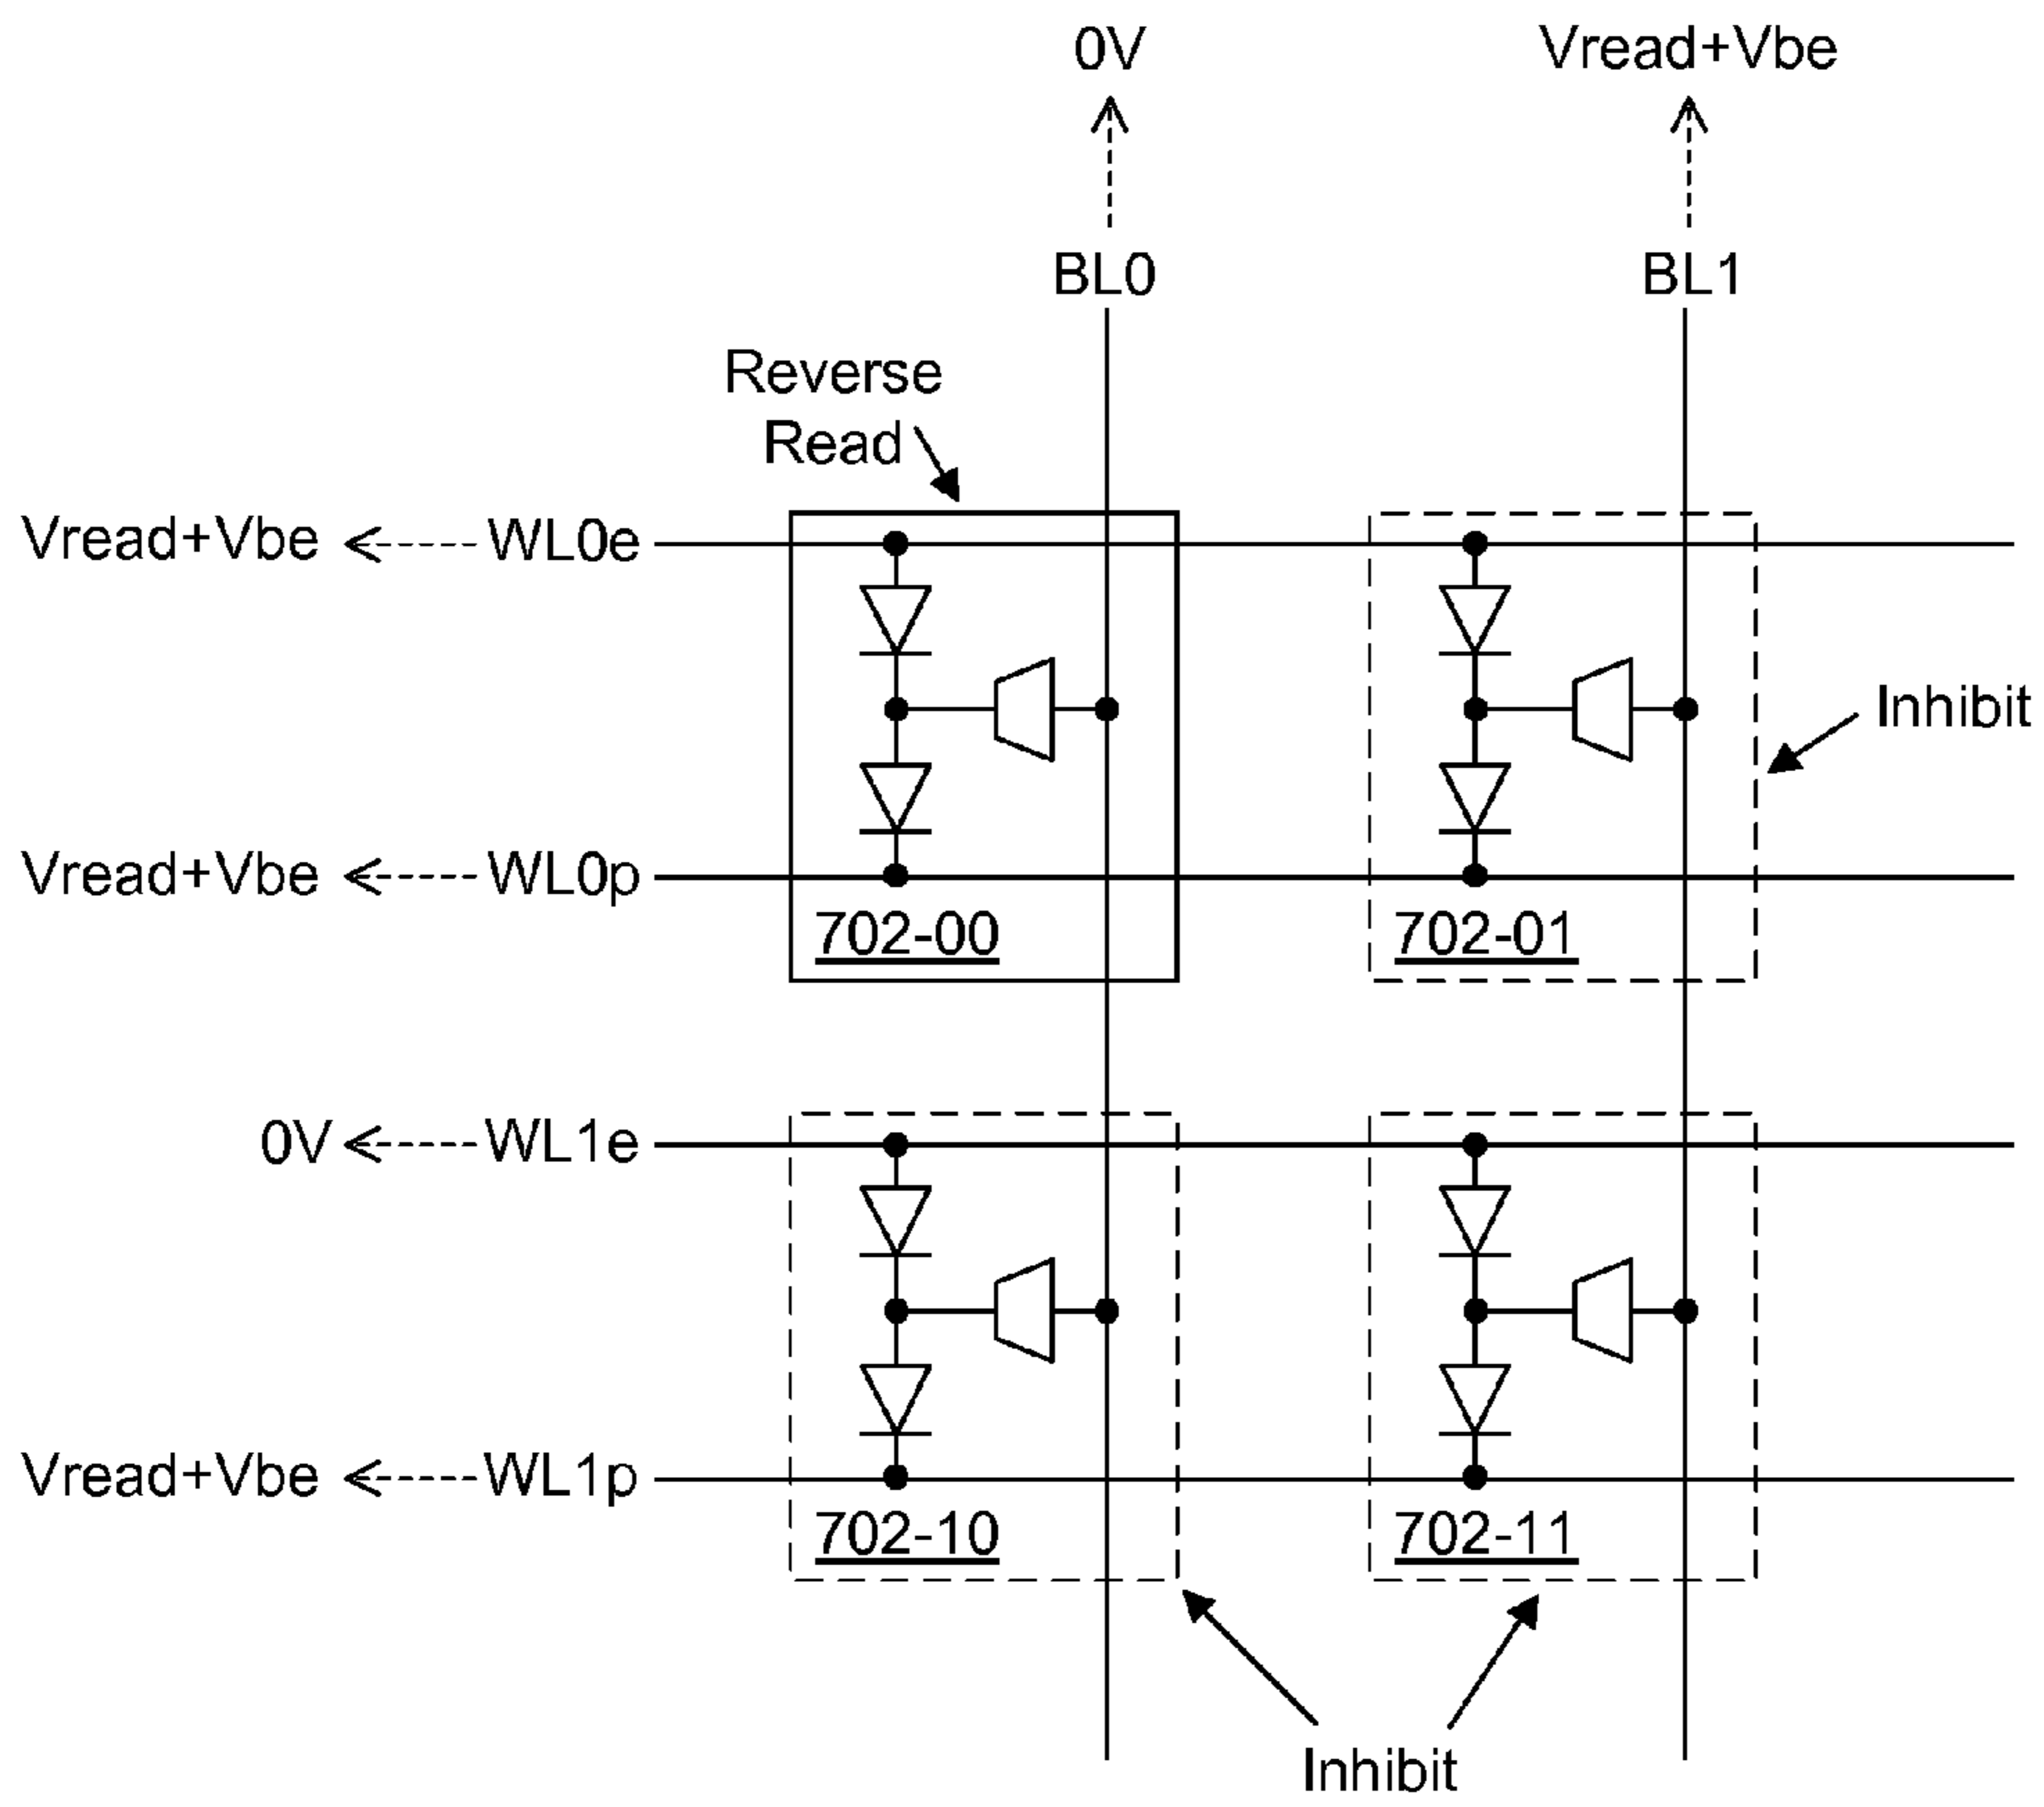 0V Vread+Vbe
BL0 BL1
Reverse
Read
Vread+Vbe WL0e
Inhibit
Vread+Vbe WL0p
702-00 702-01
0V WL1e
Vread+Vbe WL1p
702-10 702-11
Inhibit